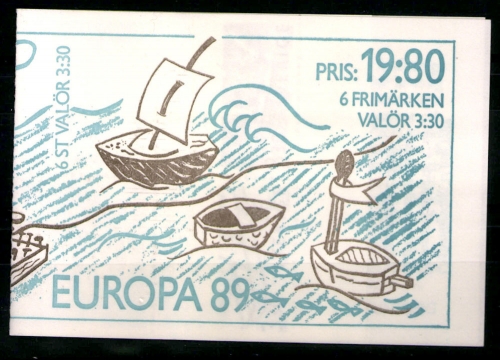 6 ST VALÖR 3:30
PRIS: 19:80
6 FRIMÄRKEN
VALÖR 3:30
EUROPA 89